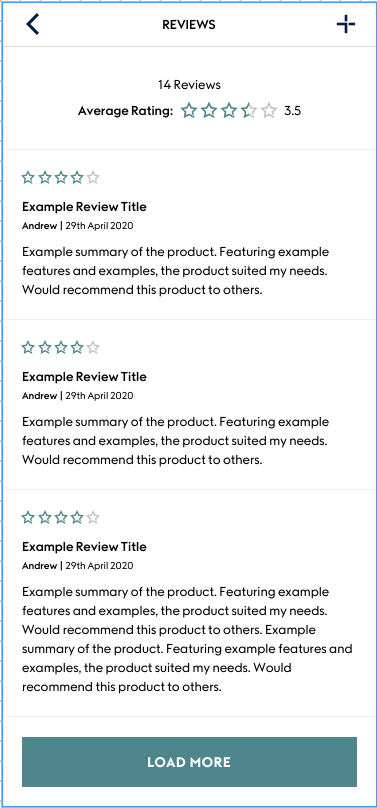 REVIEWS
14 Reviews
Average Rating: 3.5
Example Review Title
Andrew | 29th April 2020
Example summary of the product. Featuring example
features and examples, the product suited my needs.
Would recommend this product to others.
Example Review Title
Andrew | 29th April 2020
Example summary of the product. Featuring example
features and examples, the product suited my needs.
Would recommend this product to others.
Example Review Title
Andrew | 29th April 2020
Example summary of the product. Featuring example
features and examples, the product suited my needs.
Would recommend this product to others. Example
summary of the product. Featuring example features and
examples, the product suited my needs. Would
recommend this product to others.
LOAD MORE